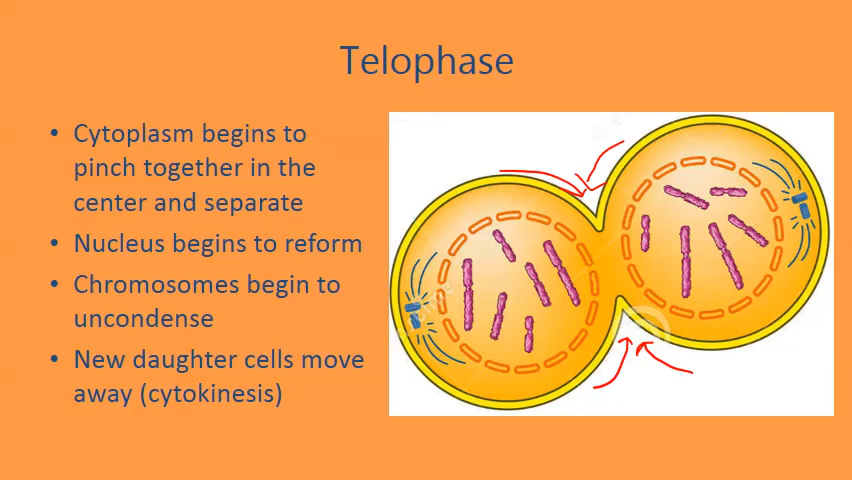 Telophase
• Cytoplasm begins to
pinch together in the
center and separate
• Nucleus begins to reform
• Chromosomes begin to
uncondense
• New daughter cells move
away (cytokinesis)